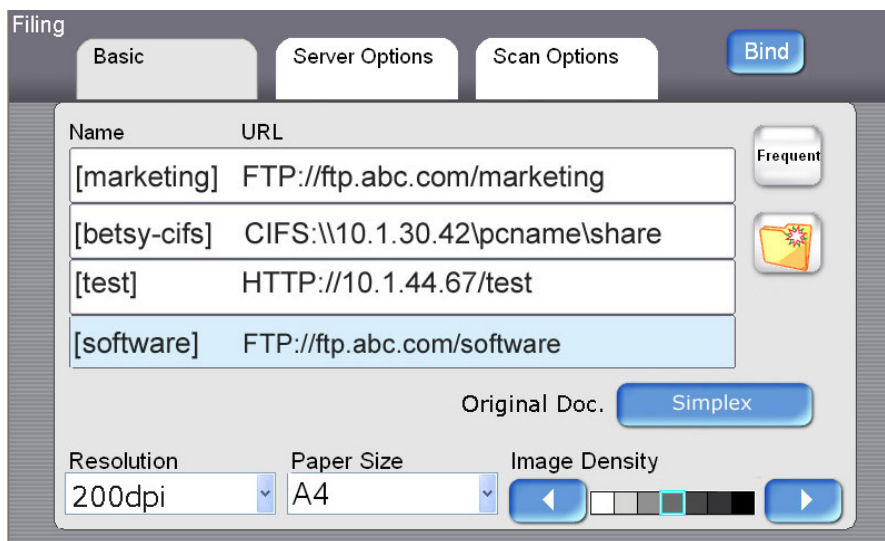 Filing
Basic Server Options Scan Options Bind
Name URL
Frequent
[marketing] FTP://ftp.abc.com/marketing
[betsy-cifs] CIFS:\\10.1.30.42\pcname\share
[test] HTTP://10.1.44.67/test
[software] FTP://ftp.abc.com/software
Original Doc. Simplex
Resolution Paper Size Image Density
200dpi A4